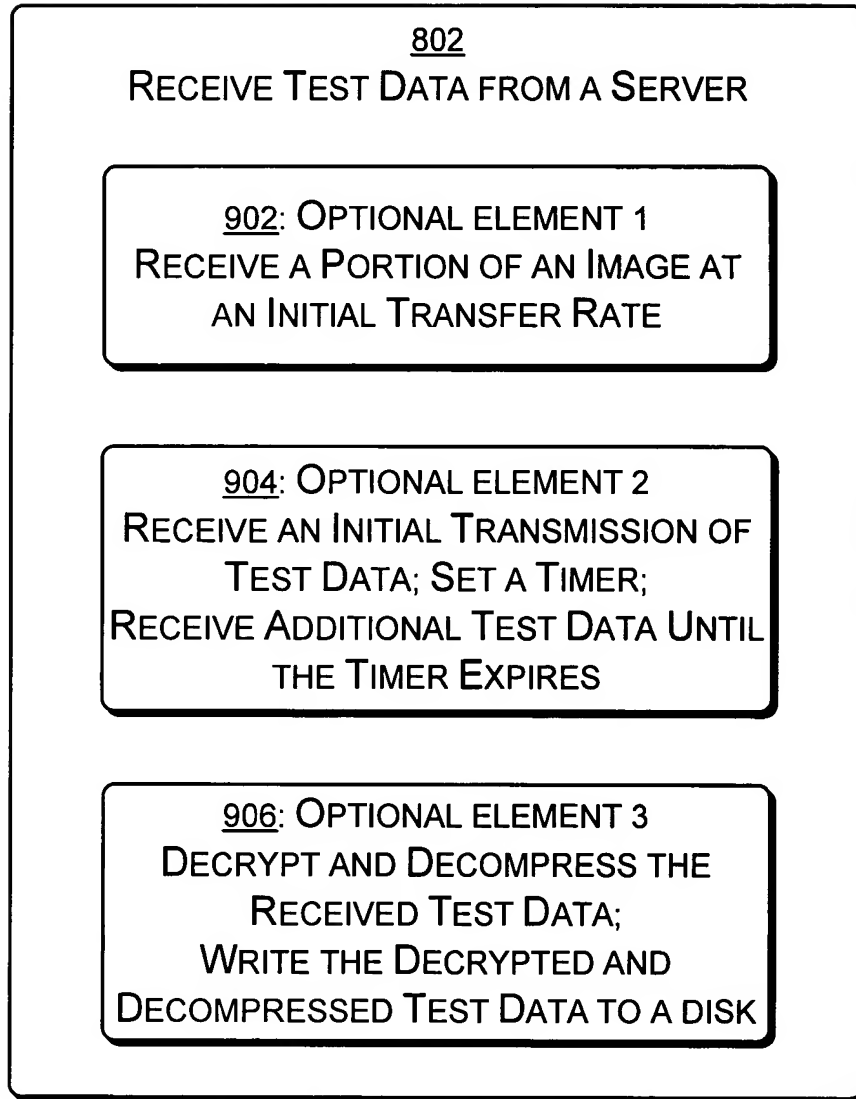 802
RECEIVE TEST DATA FROM A SERVER
902: OPTIONAL ELEMENT 1
RECEIVE A PORTION OF AN IMAGE AT
AN INITIAL TRANSFER RATE
904: OPTIONAL ELEMENT 2
RECEIVE AN INITIAL TRANSMISSION OF
TEST DATA; SET A TIMER;
RECEIVE ADDITIONAL TEST DATA UNTIL
THE TIMER EXPIRES
906: OPTIONAL ELEMENT 3
DECRYPT AND DECOMPRESS THE
RECEIVED TEST DATA;
WRITE THE DECRYPTED AND
DECOMPRESSED TEST DATA TO A DISK